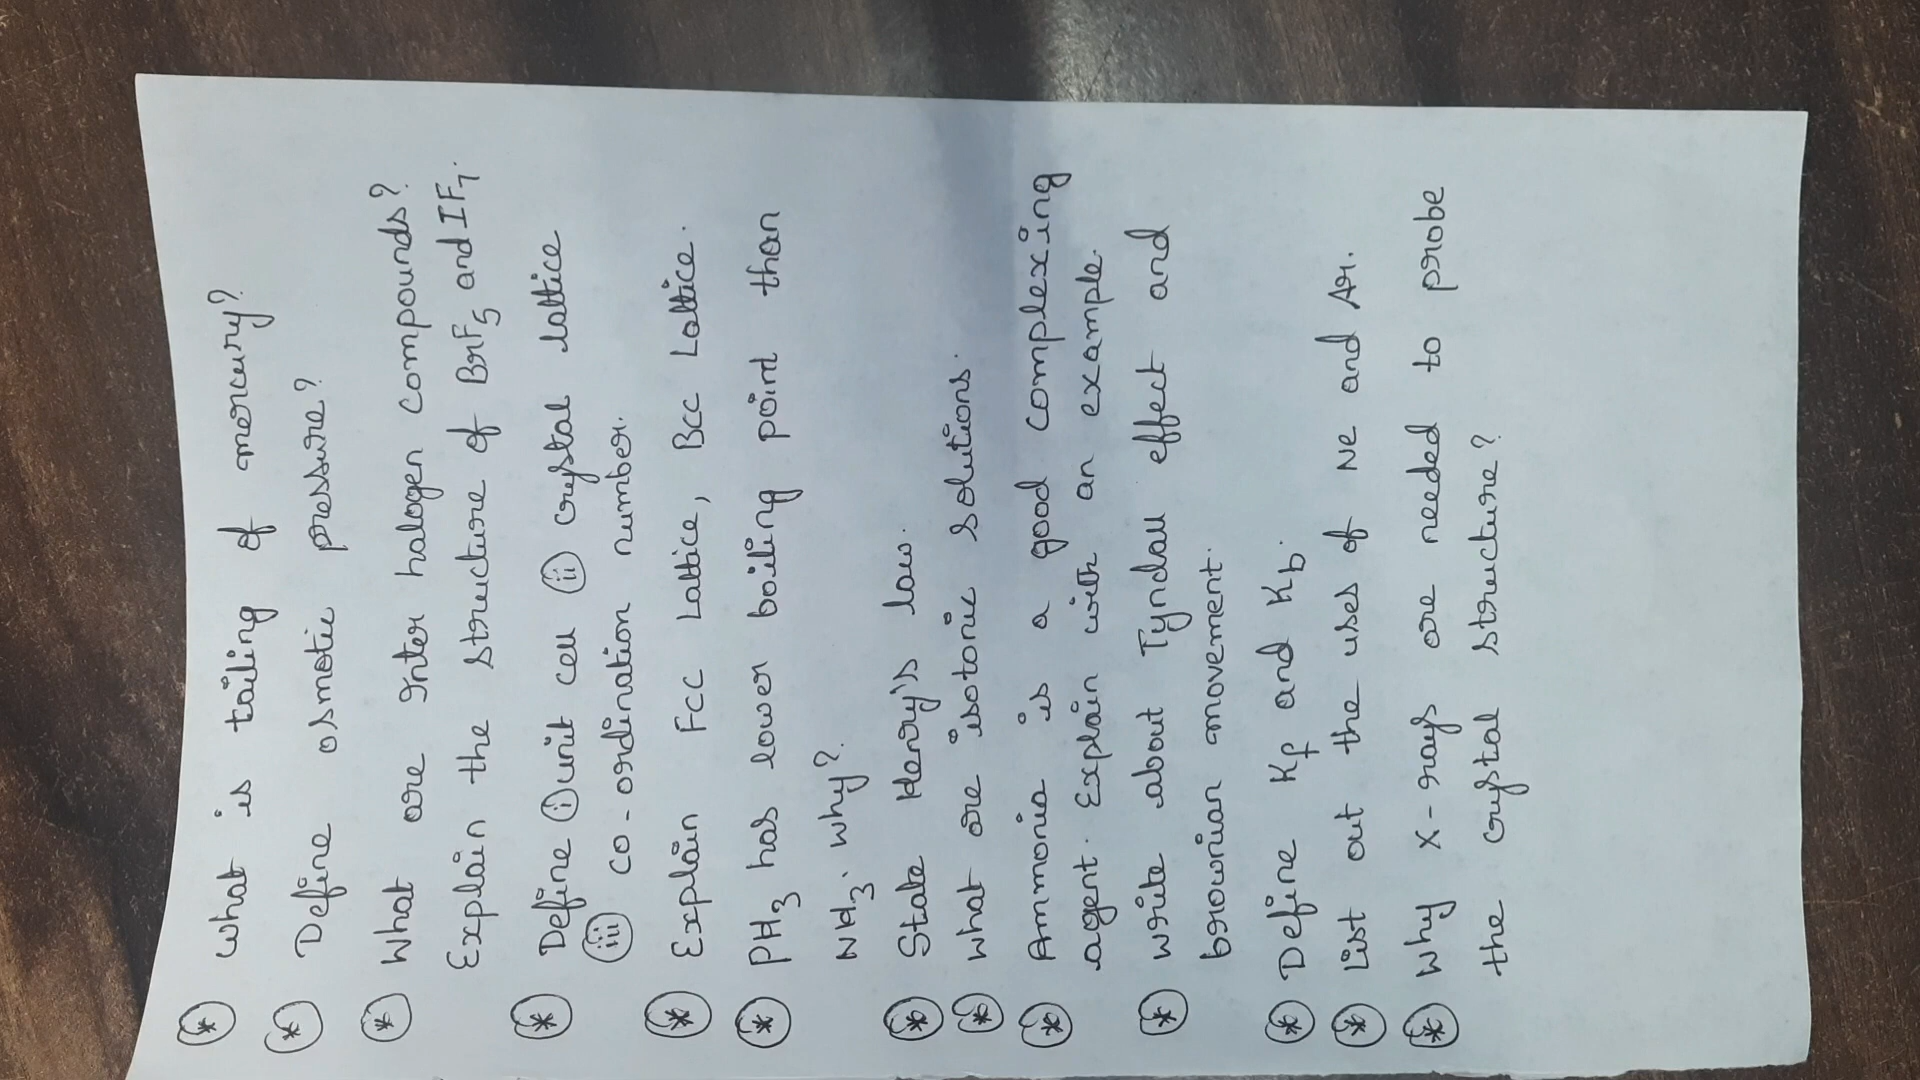 * What is tailing of mercury?
* Define osmotic pressure?
* What are Inter halogen compounds?
Explain the structure of BrF5 and IF7.
* Define (i) unit cell (ii) crystal lattice
(iii) co-ordination number.
* Explain Fcc Lattice, Bcc Lattice.
* PH3 has lower boiling point than
NH3. Why?
* State Henry's law.
* What are isotonic solutions.
* Ammonia is a good complexing
agent. Explain with an example.
* write about Tyndall effect and
brownian movement.
* Define Kf and Kb.
* List out the uses of Ne and Ar.
* Why X-rays are needed to probe
the crystal structure?